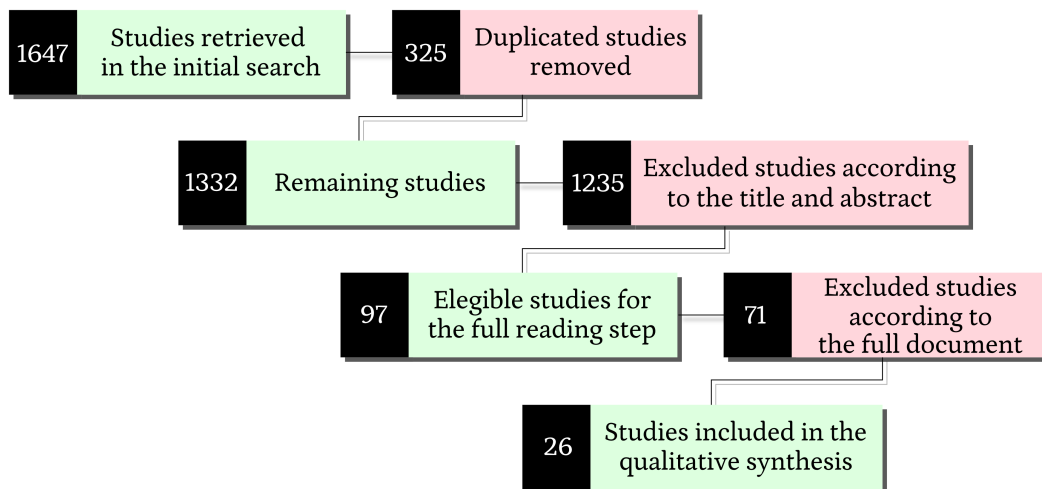 1647
Studies retrieved
in the initial search
325
Duplicated studies
removed
1332
Remaining studies
1235
Excluded studies according
to the title and abstract
97
Elegible studies for
the full reading step
71
Excluded studies
according to
the full document
26
Studies included in the
qualitative synthesis